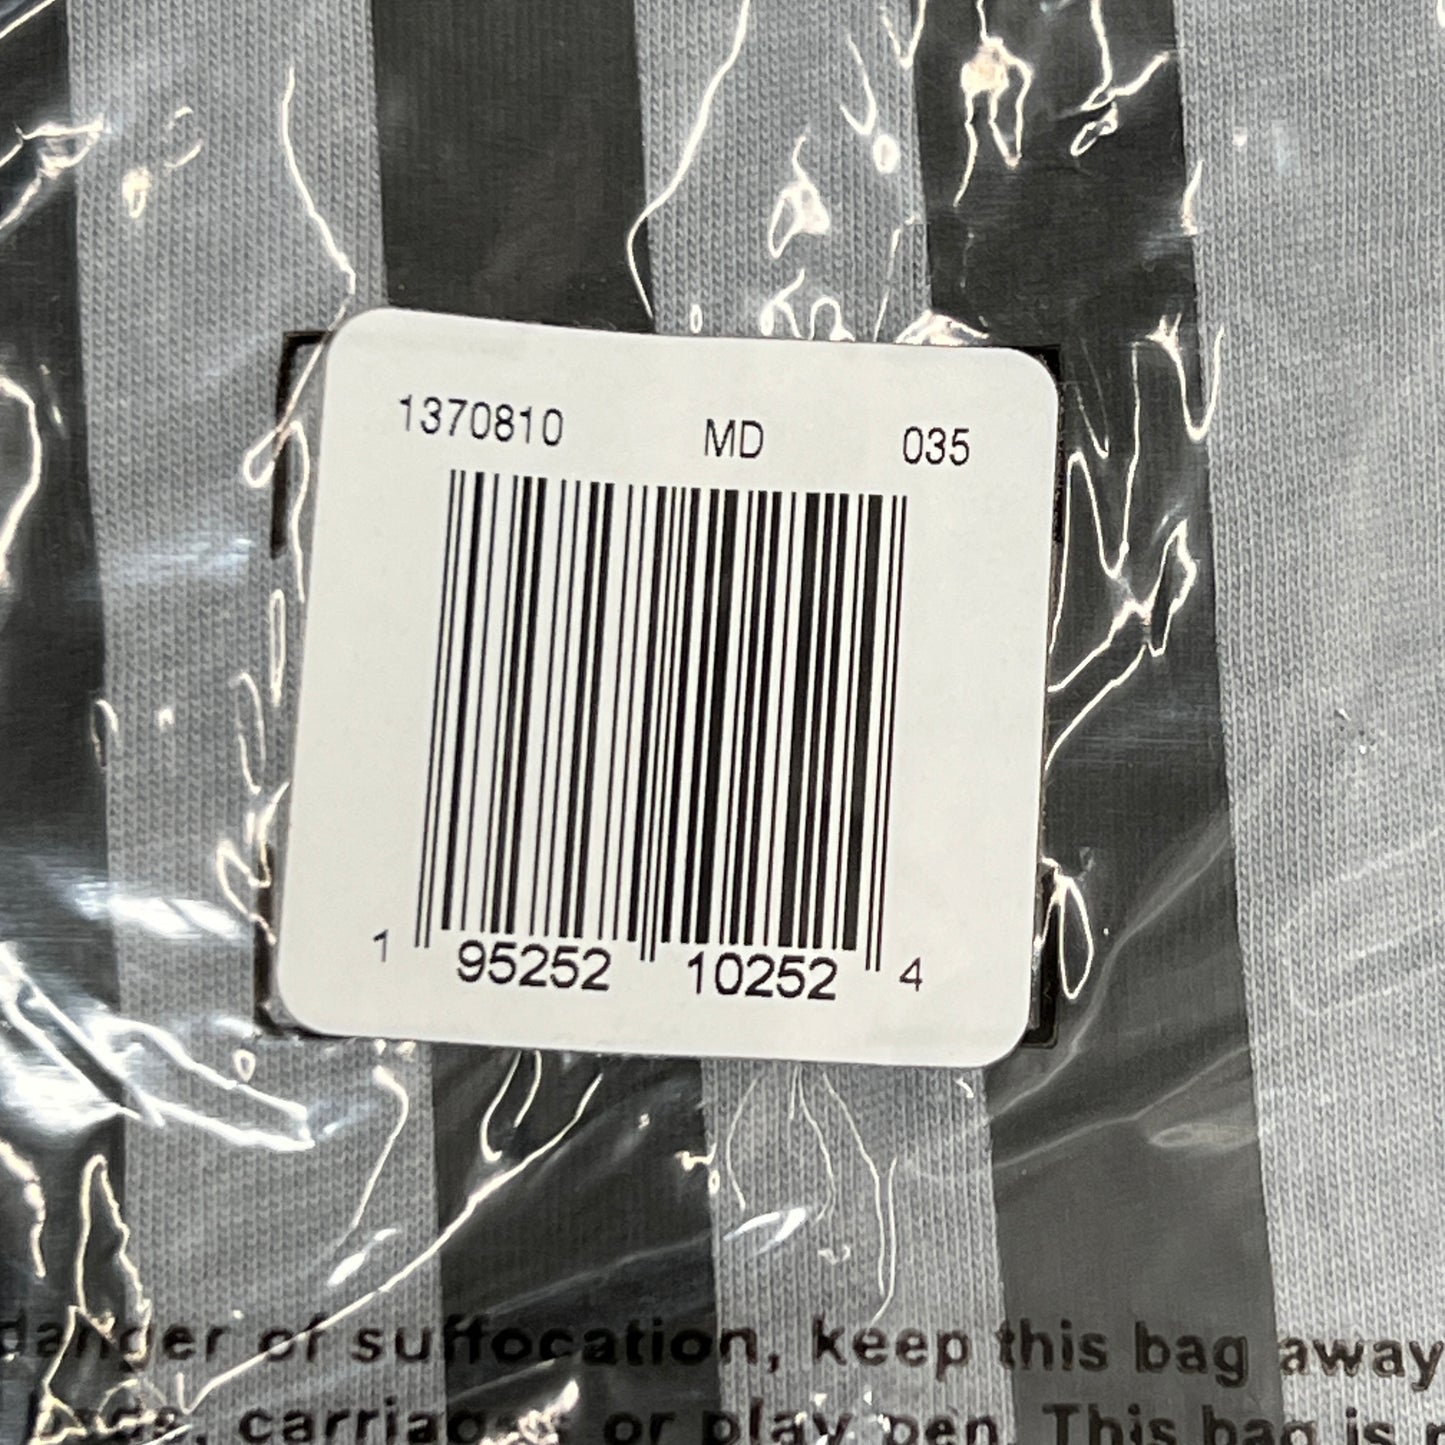 1370810 MD 035
1 95252 10252 4
danger of suffocation, keep this bag away
carriages or play pen. This bag is